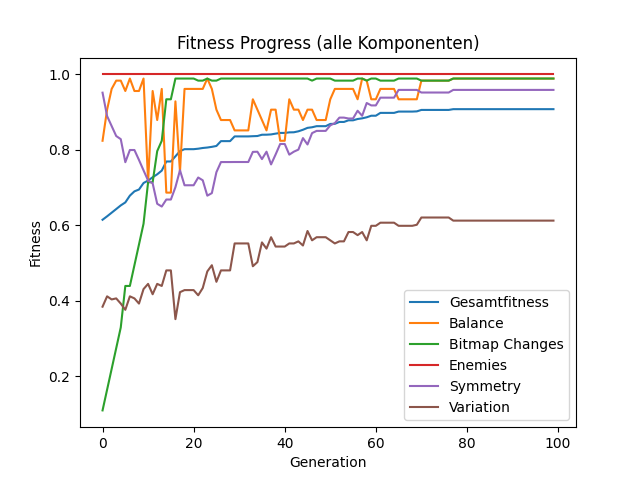 Fitness Progress (alle Komponenten)
1.0
0.8
0.6
0.4
0.2
Fitness
0
20
40
60
80
100
Generation
Gesamtfitness
Balance
Bitmap Changes
Enemies
Symmetry
Variation